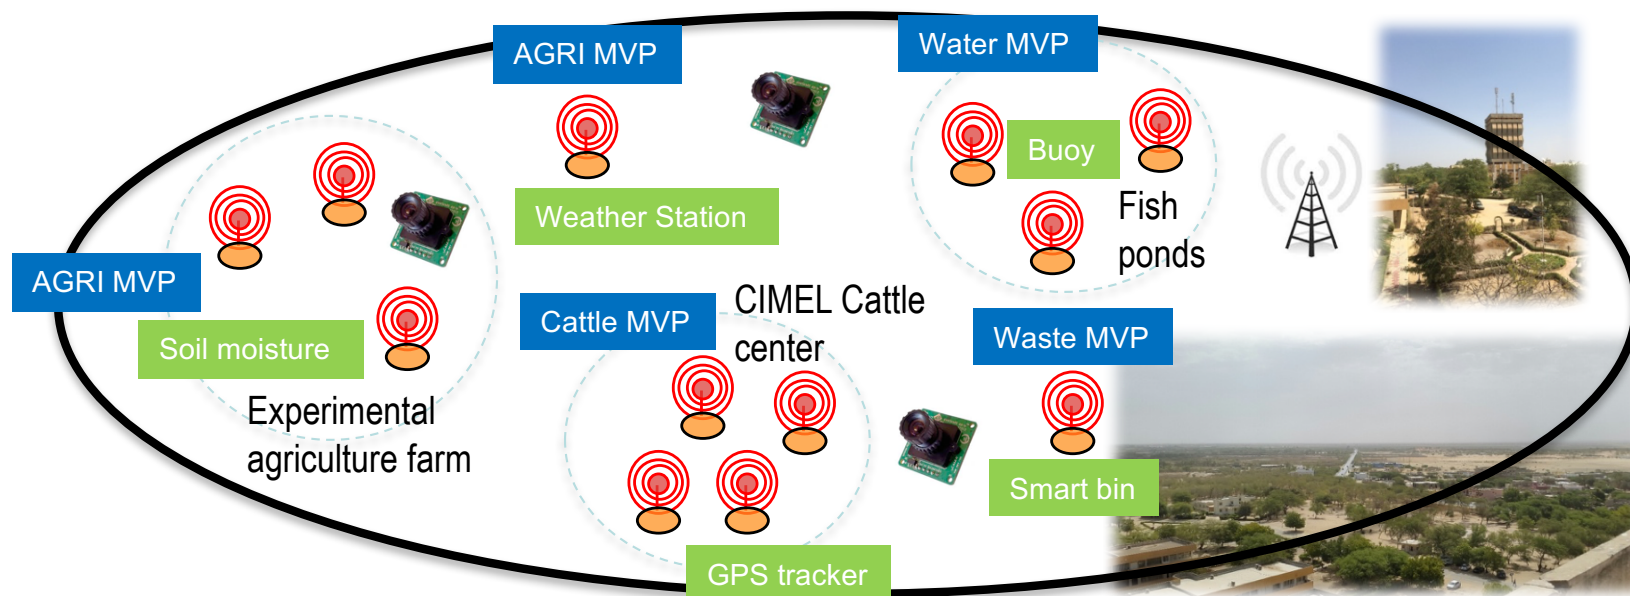 AGRI MVP
Water MVP
Buoy
Weather Station
Fish
ponds
AGRI MVP
Soil moisture
Experimental
agriculture farm
Cattle MVP
CIMEL Cattle
center
Waste MVP
Smart bin
GPS tracker